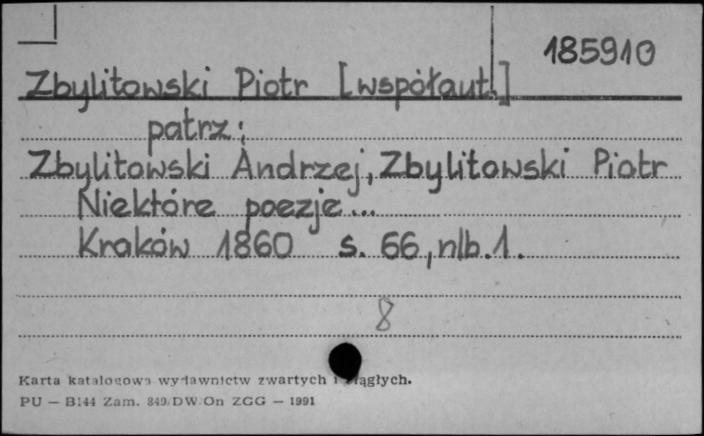 185910
Zbylitowski Piotr [współaut.]
patrz:
Zbylitowski Andrzej, Zbylitowski Piotr
Niektóre poezje...
Kraków 1860 s. 66, nlb. 1.
8
Karta katalogowa wydawnictw zwartych i ciągłych.
PU — B144 Zam. 849/DW/On ZGG — 1991